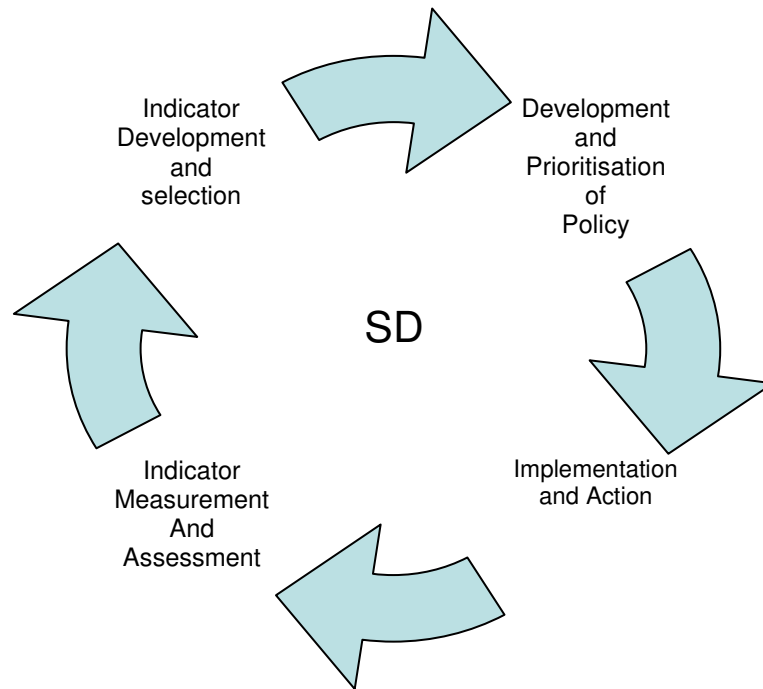 Indicator
Development
and
selection
Development
and
Prioritisation
of
Policy
SD
Indicator
Measurement
And
Assessment
Implementation
and Action